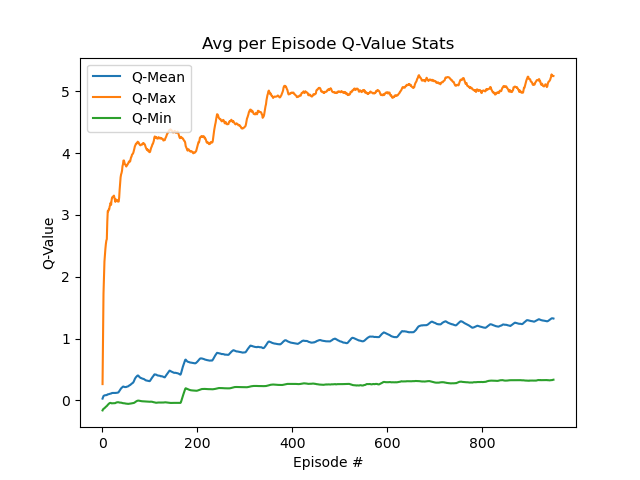 Avg per Episode Q-Value Stats
Q-Mean
Q-Max
Q-Min
Q-Value
5
4
3
2
1
0
0 200 400 600 800
Episode #